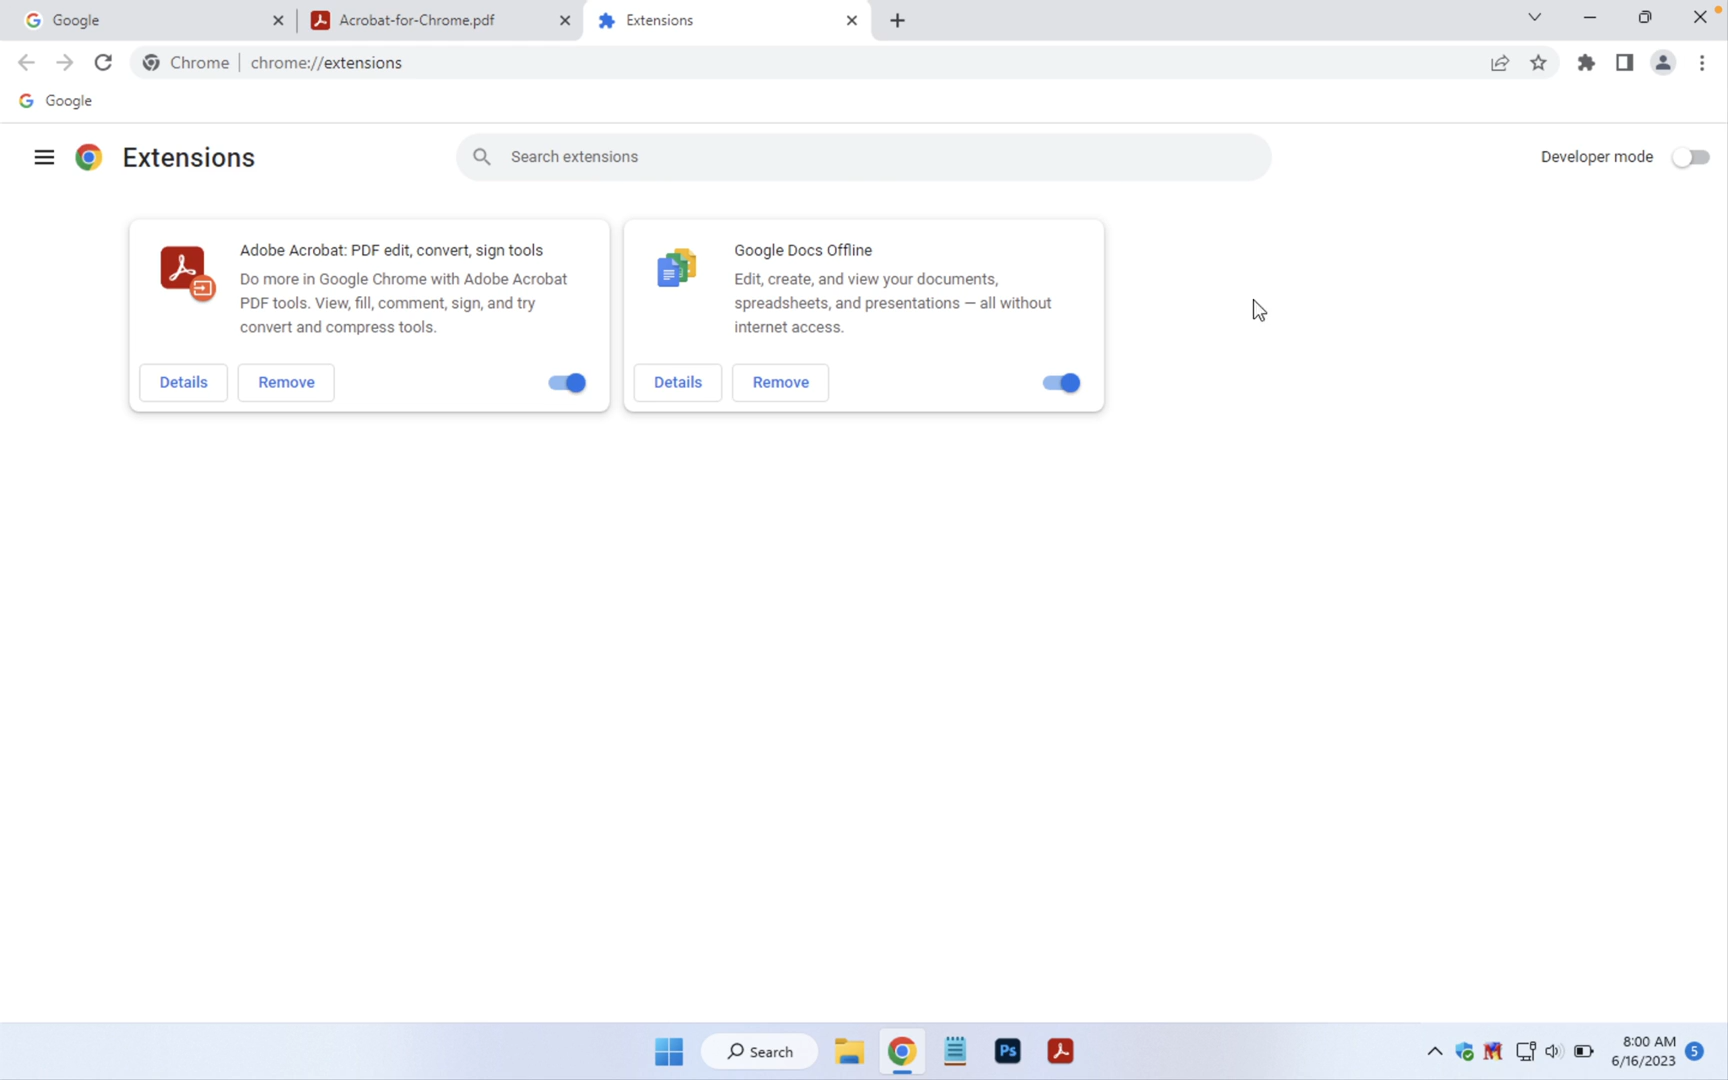 Google
Acrobat-for-Chrome.pdf
Extensions
Chrome
chrome://extensions
Google
Extensions
Search extensions
Developer mode
Adobe Acrobat: PDF edit, convert, sign tools
Do more in Google Chrome with Adobe Acrobat
PDF tools. View, fill, comment, sign, and try
convert and compress tools.
Details
Remove
Google Docs Offline
Edit, create, and view your documents,
spreadsheets, and presentations — all without
internet access.
Details
Remove
Search
Ps
8:00 AM
6/16/2023
5